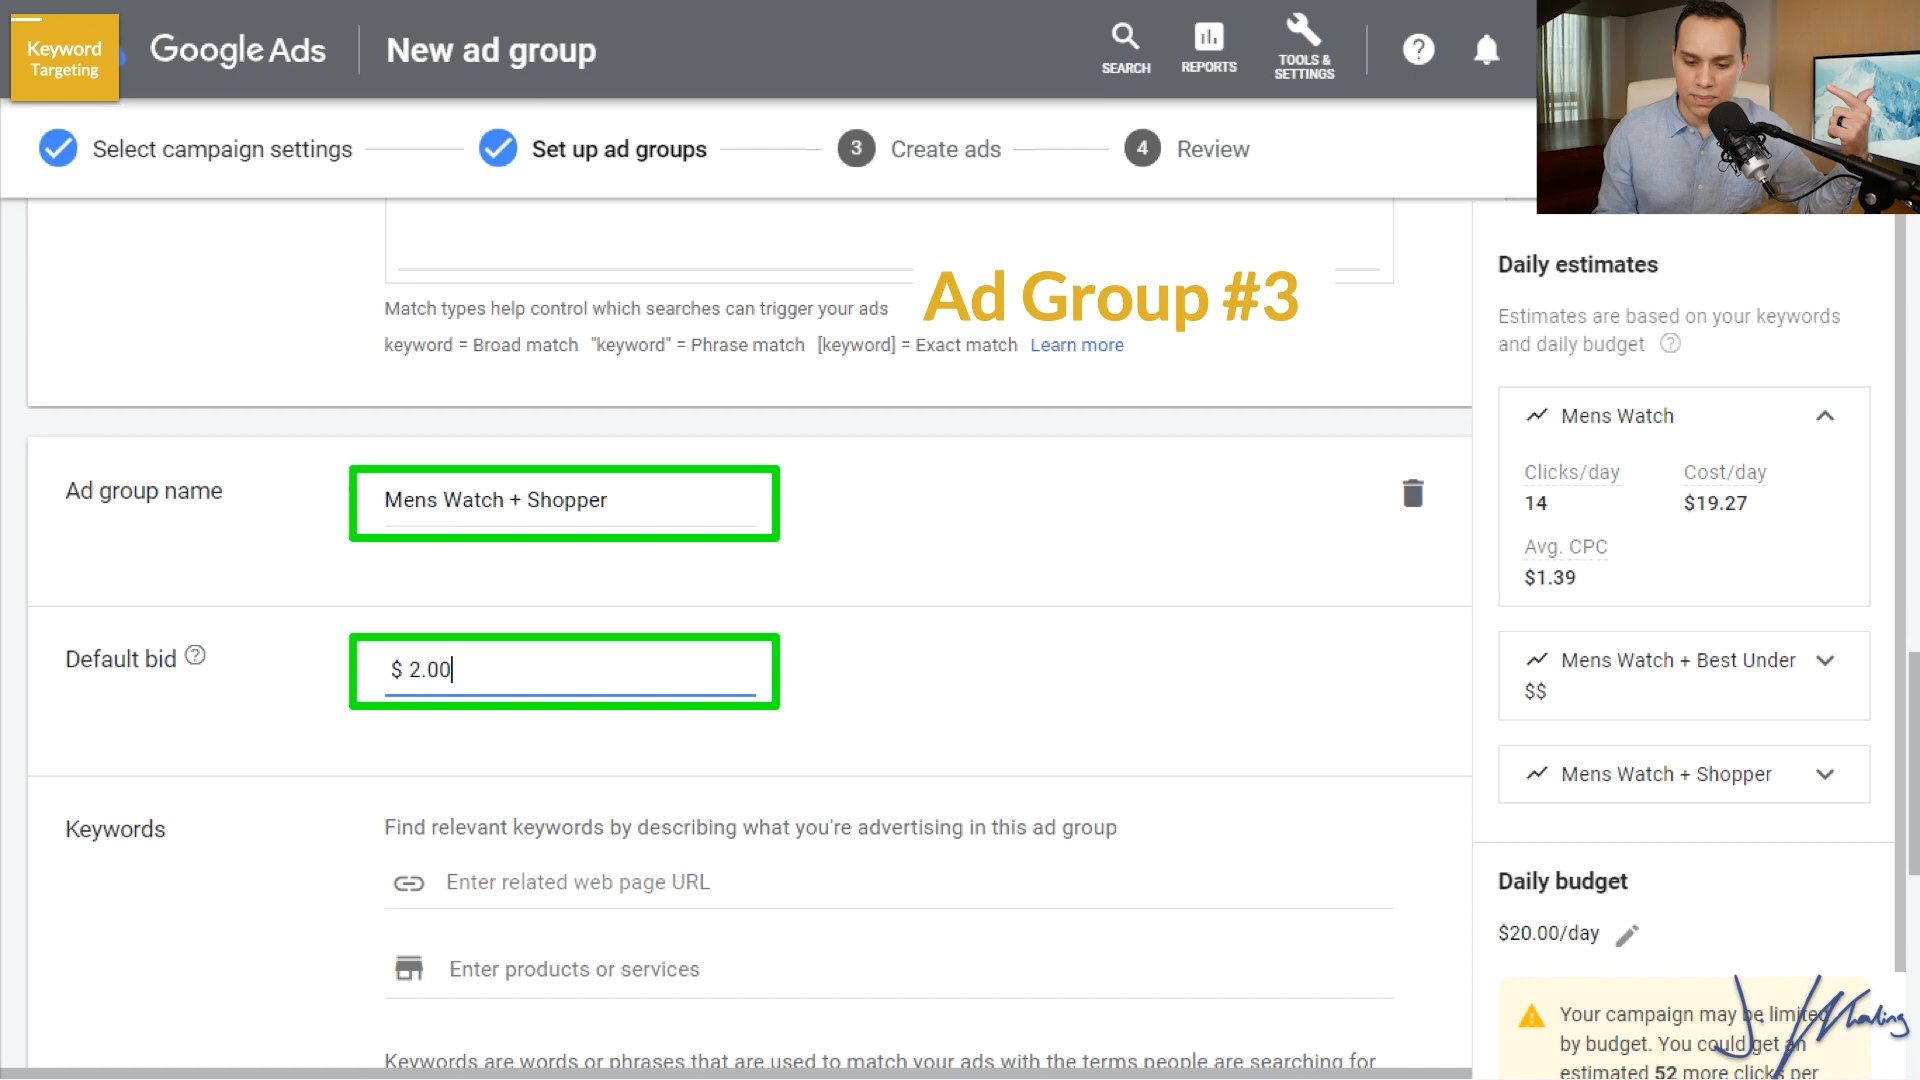 Keyword
Targeting
Google Ads
New ad group
SEARCH
REPORTS
TOOLS &
SETTINGS
?
Select campaign settings
Set up ad groups
3
Create ads
4
Review
Ad Group #3
Match types help control which searches can trigger your ads
keyword = Broad match "keyword" = Phrase match [keyword] = Exact match Learn more
Ad group name
Mens Watch + Shopper
Default bid ?
$ 2.00
Keywords
Find relevant keywords by describing what you're advertising in this ad group
Enter related web page URL
Enter products or services
Keywords are words or phrases that are used to match your ads with the terms people are searching for
Daily estimates
Estimates are based on your keywords
and daily budget ?
Mens Watch
Clicks/day Cost/day
14 $19.27
Avg. CPC
$1.39
Mens Watch + Best Under
$$
Mens Watch + Shopper
Daily budget
$20.00/day
Your campaign may be limited
by budget. You could get an
estimated 52 more clicks per